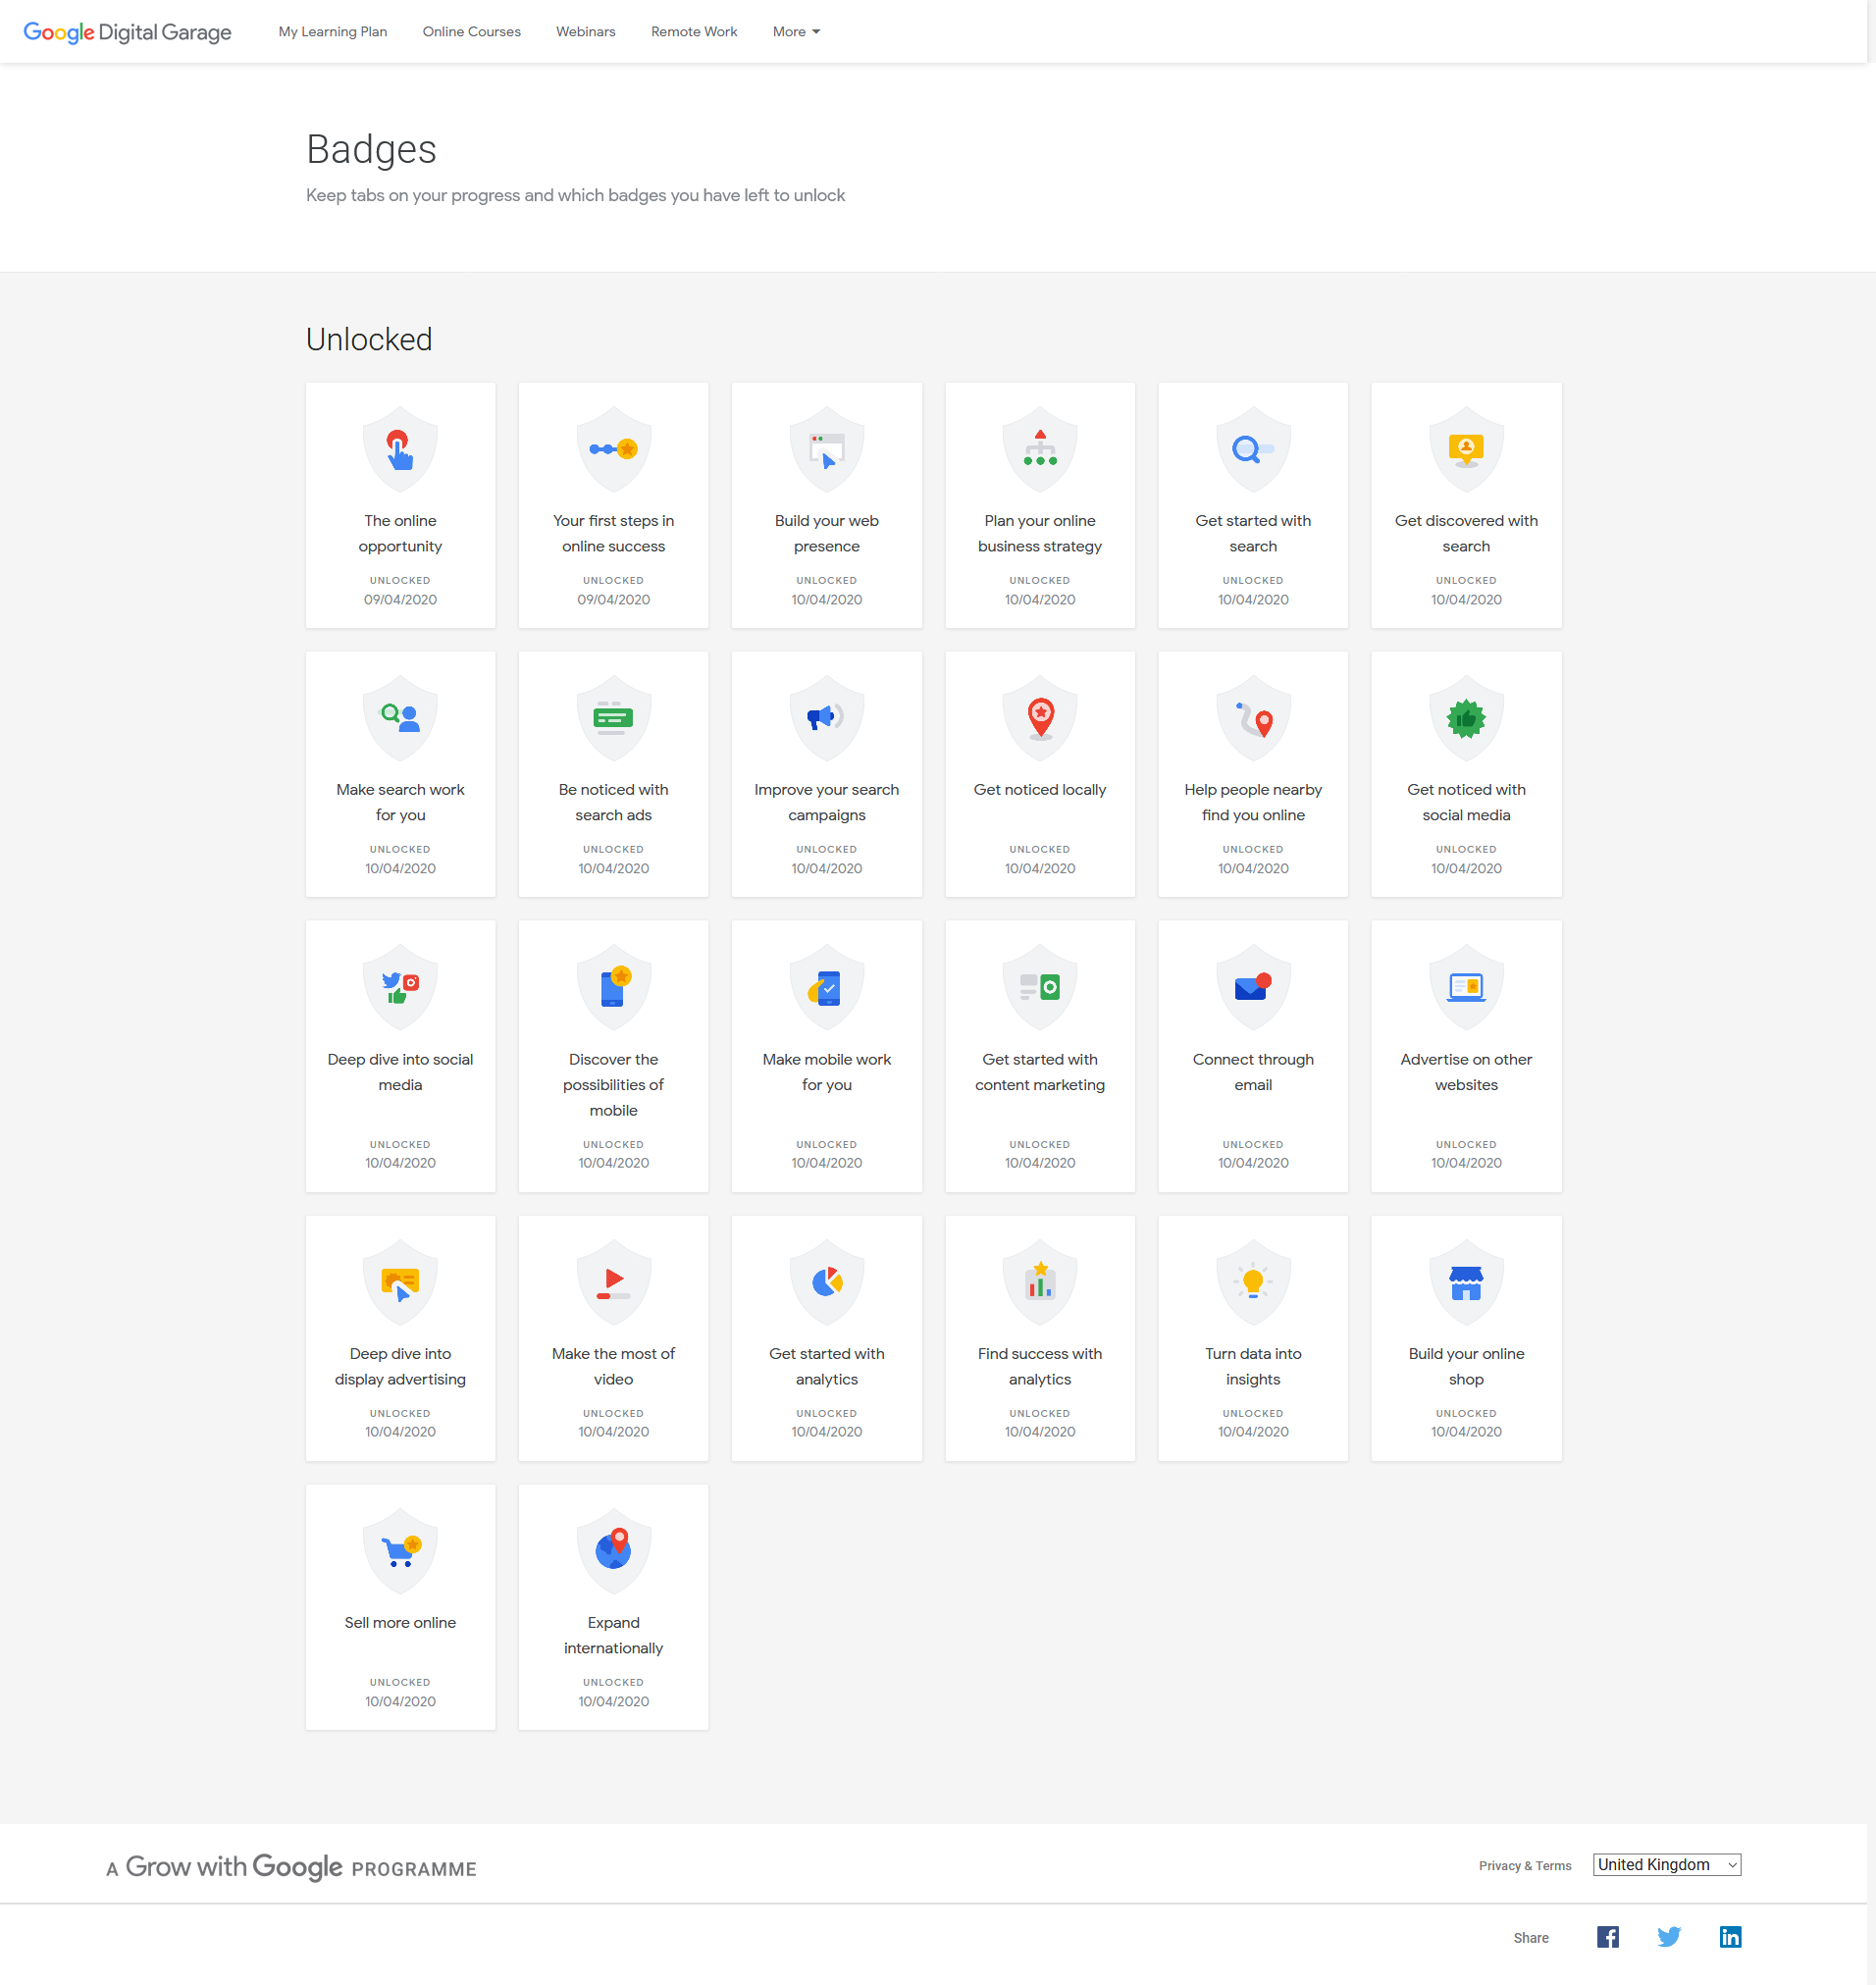 Google Digital Garage My Learning Plan Online Courses Webinars Remote Work More
Badges
Keep tabs on your progress and which badges you have left to unlock
Unlocked
The online
opportunity
UNLOCKED
09/04/2020
Your first steps in
online success
UNLOCKED
09/04/2020
Build your web
presence
UNLOCKED
10/04/2020
Plan your online
business strategy
UNLOCKED
10/04/2020
Get started with
search
UNLOCKED
10/04/2020
Get discovered with
search
UNLOCKED
10/04/2020
Make search work
for you
UNLOCKED
10/04/2020
Be noticed with
search ads
UNLOCKED
10/04/2020
Improve your search
campaigns
UNLOCKED
10/04/2020
Get noticed locally
UNLOCKED
10/04/2020
Help people nearby
find you online
UNLOCKED
10/04/2020
Get noticed with
social media
UNLOCKED
10/04/2020
Deep dive into social
media
UNLOCKED
10/04/2020
Discover the
possibilities of
mobile
UNLOCKED
10/04/2020
Make mobile work
for you
UNLOCKED
10/04/2020
Get started with
content marketing
UNLOCKED
10/04/2020
Connect through
email
UNLOCKED
10/04/2020
Advertise on other
websites
UNLOCKED
10/04/2020
Deep dive into
display advertising
UNLOCKED
10/04/2020
Make the most of
video
UNLOCKED
10/04/2020
Get started with
analytics
UNLOCKED
10/04/2020
Find success with
analytics
UNLOCKED
10/04/2020
Turn data into
insights
UNLOCKED
10/04/2020
Build your online
shop
UNLOCKED
10/04/2020
Sell more online
UNLOCKED
10/04/2020
Expand
internationally
UNLOCKED
10/04/2020
A Grow with Google PROGRAMME Privacy & Terms United Kingdom
Share